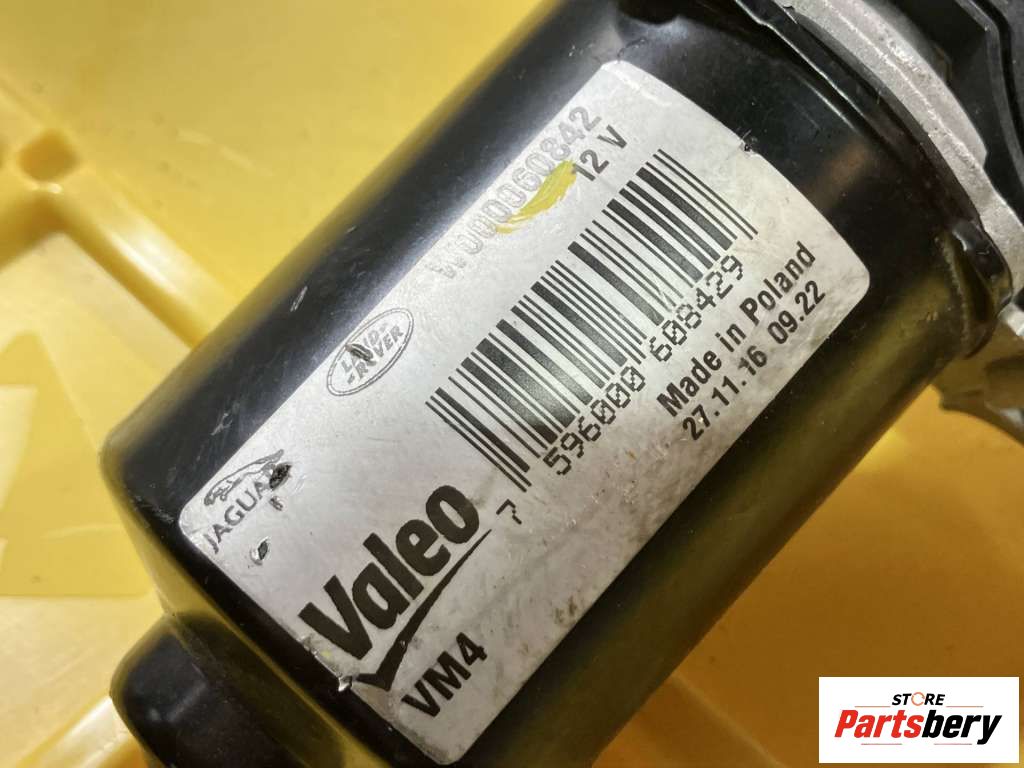 W000060842
12 V
LAND
ROVER
JAGUAR
7 596000 608429
Made in Poland
27.11.16 09.22
Valeo
VM4
STORE
Partsbery